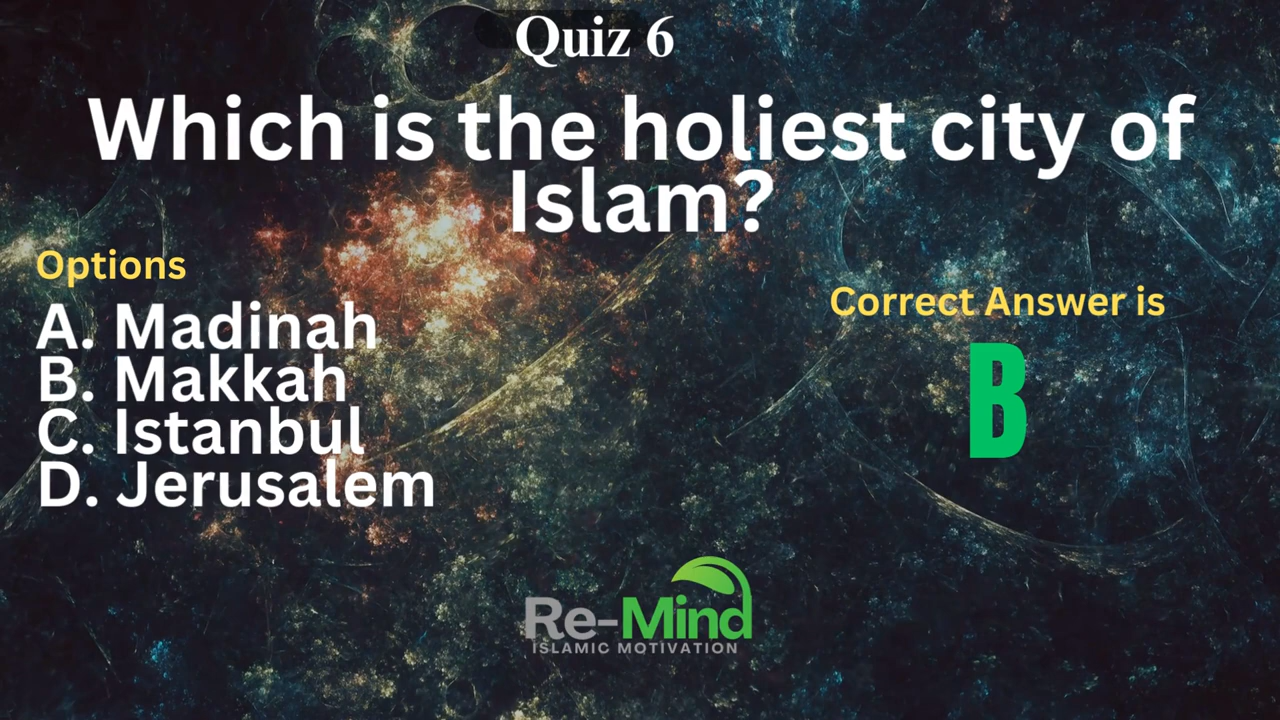 Quiz 6
Which is the holiest city of
Islam?
Options
A. Madinah
B. Makkah
C. Istanbul
D. Jerusalem
Correct Answer is
B
Re-Mind
ISLAMIC MOTIVATION